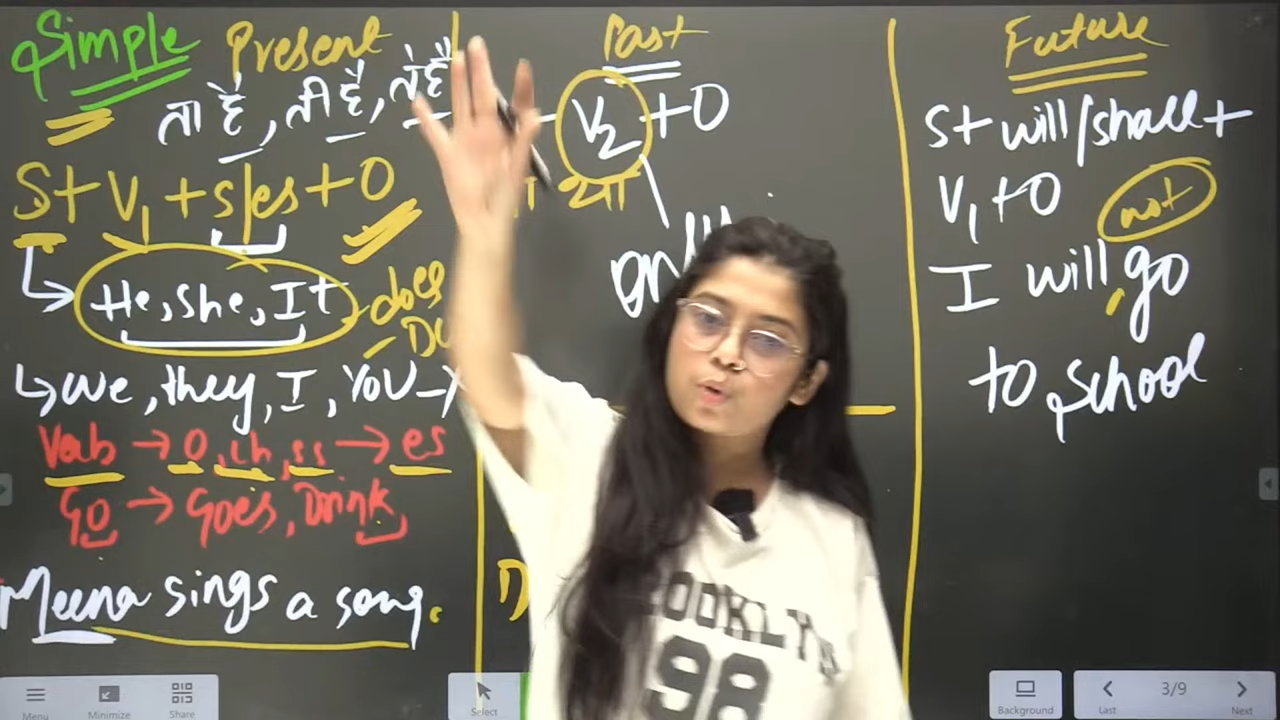 Simple Present
ता है, ती है, ते है
S + V1 + s/es + O
He, She, It does
We, they, I, You →
Verb → o, ch, ss → es
Go → Goes, Drink
Meena sings a song.
Past
V2 + O
था
Future
S + will/shall +
V1 + O not
I will go
to school
BROOKLYN
98
Menu
Minimize
Share
Select
Background
Last
3/9
Next